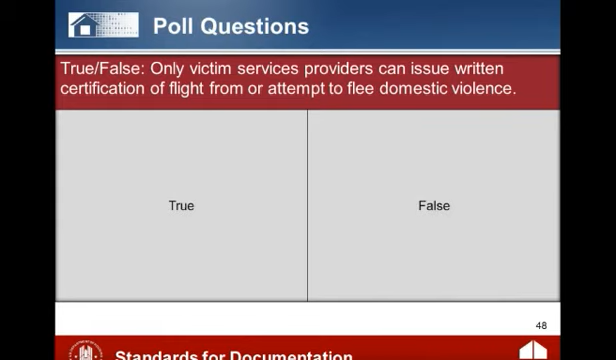 Poll Questions
True/False: Only victim services providers can issue written
certification of flight from or attempt to flee domestic violence.
True
False
48
Standards for Documentation